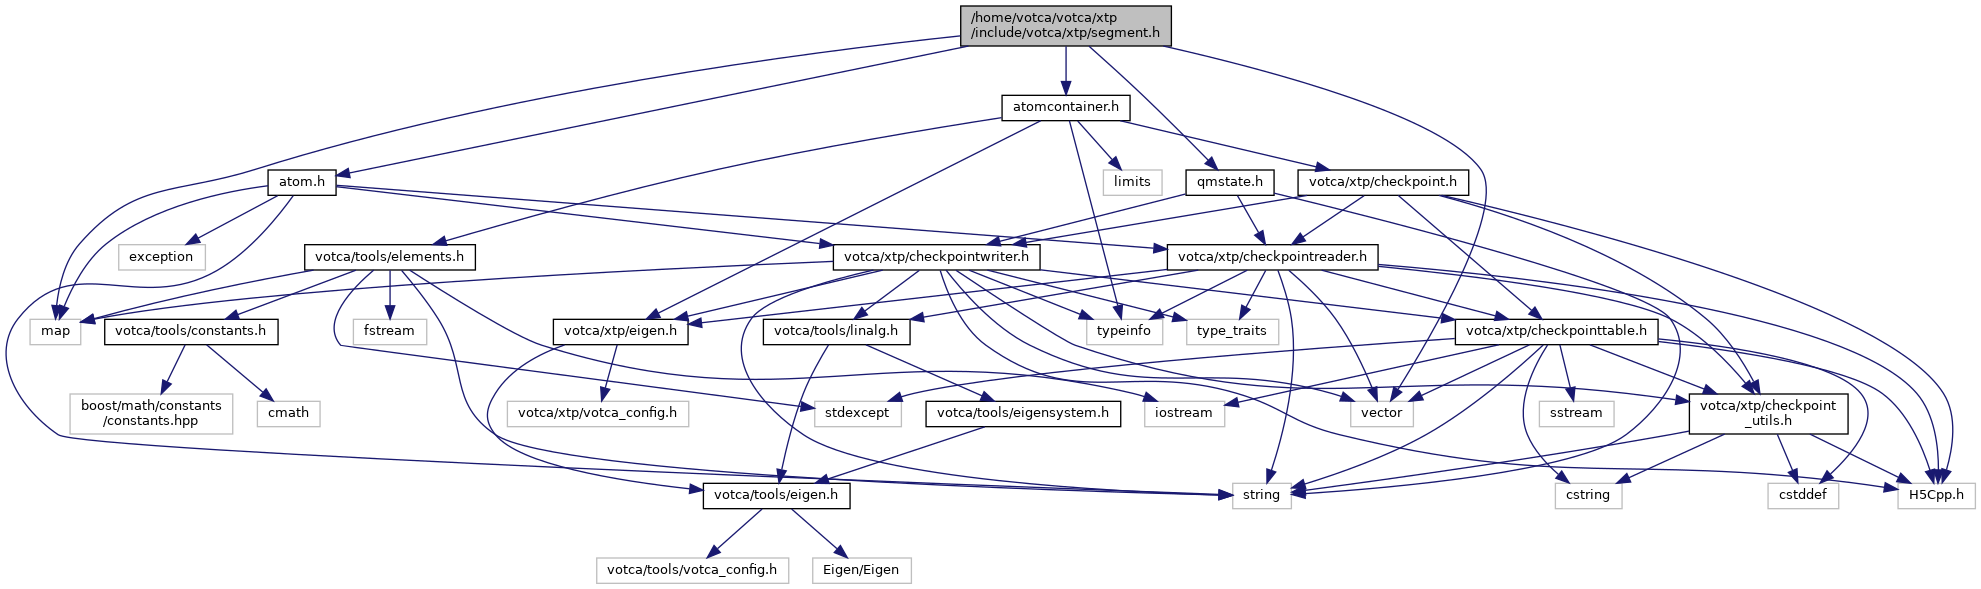 /home/votca/votca/xtp
/include/votca/xtp/segment.h
atomcontainer.h
atom.h
limits
qmstate.h
votca/xtp/checkpoint.h
exception
votca/tools/elements.h
votca/xtp/checkpointwriter.h
votca/xtp/checkpointreader.h
map
votca/tools/constants.h
fstream
votca/xtp/eigen.h
votca/tools/linalg.h
typeinfo
type_traits
votca/xtp/checkpointtable.h
boost/math/constants
/constants.hpp
cmath
votca/xtp/votca_config.h
stdexcept
votca/tools/eigensystem.h
iostream
vector
sstream
votca/xtp/checkpoint
_utils.h
votca/tools/eigen.h
string
cstring
cstddef
H5Cpp.h
votca/tools/votca_config.h
Eigen/Eigen